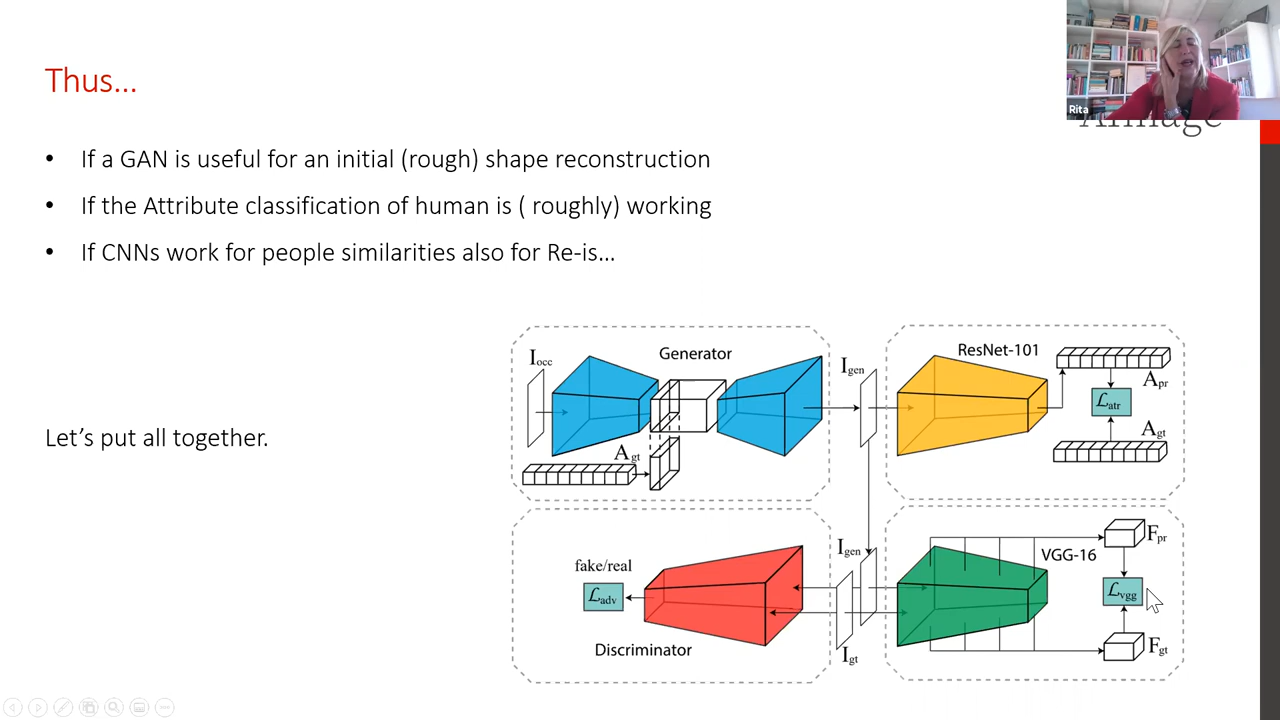 Rita
Thus...
• If a GAN is useful for an initial (rough) shape reconstruction
• If the Attribute classification of human is ( roughly) working
• If CNNs work for people similarities also for Re-is...
Let's put all together.
I_occ
Generator
A_gt
I_gen
ResNet-101
A_pr
ℒ_atr
A_gt
fake/real
ℒ_adv
Discriminator
I_gen
I_gt
VGG-16
F_pr
ℒ_vgg
F_gt